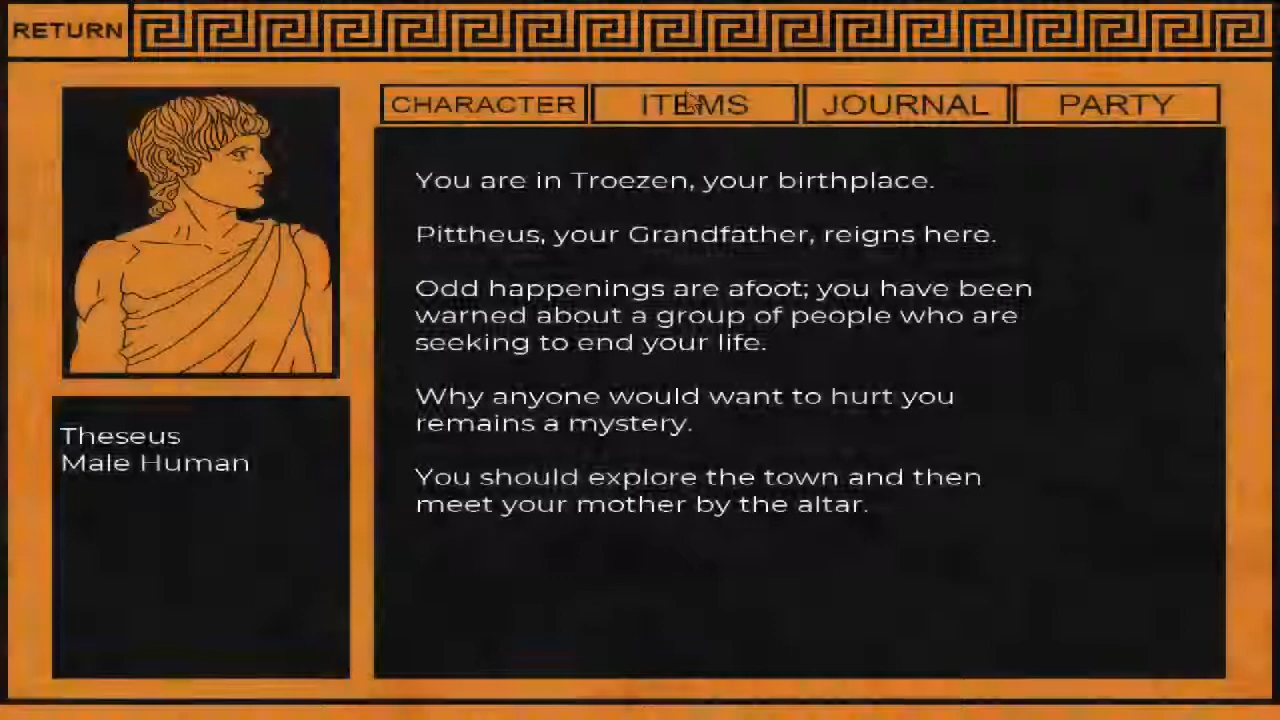 RETURN
CHARACTER
ITEMS
JOURNAL
PARTY
You are in Troezen, your birthplace.
Pittheus, your Grandfather, reigns here.
Odd happenings are afoot; you have been
warned about a group of people who are
seeking to end your life.
Why anyone would want to hurt you
remains a mystery.
You should explore the town and then
meet your mother by the altar.
Theseus
Male Human